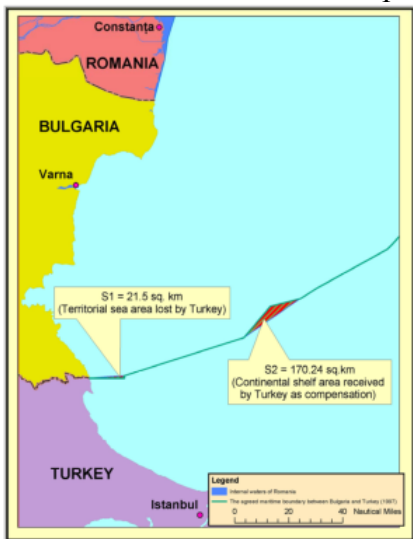 Constanța
ROMANIA
BULGARIA
Varna
S1 = 21.5 sq. km
(Territorial sea area lost by Turkey)
S2 = 170.24 sq.km
(Continental shelf area received
by Turkey as compensation)
TURKEY
Istanbul
Legend
Internal waters of Romania
The agreed maritime boundary between Bulgaria and Turkey (1997)
0 20 40 Nautical Miles